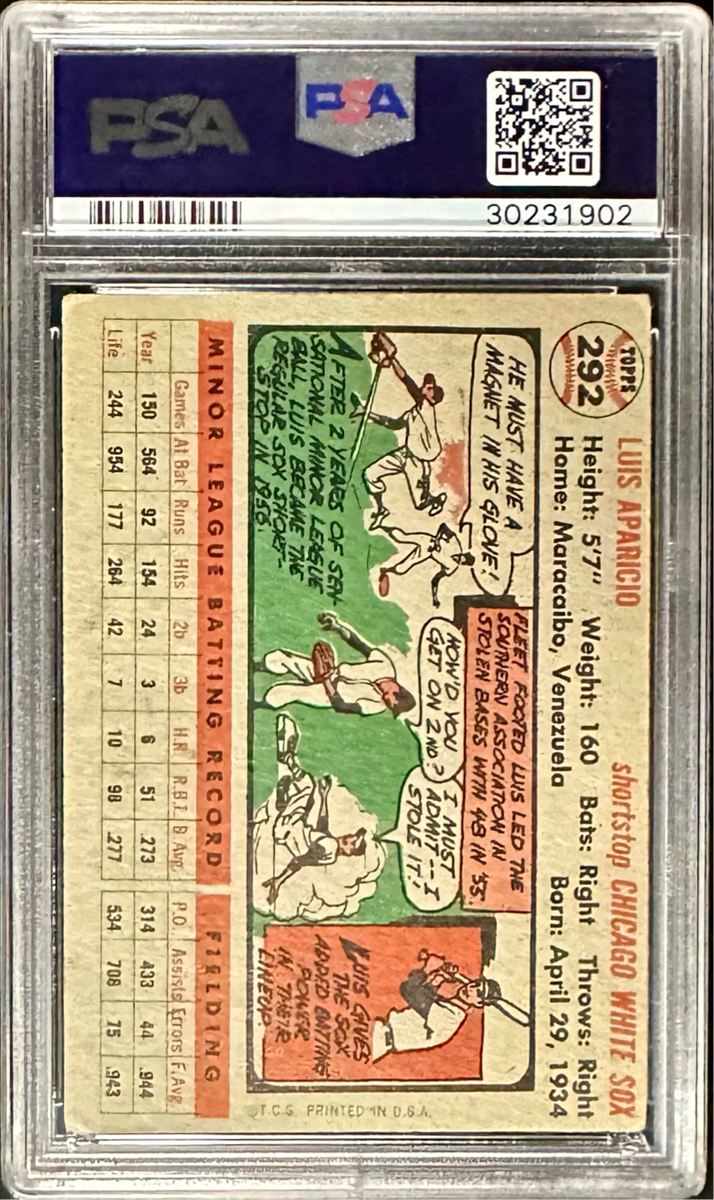 PSA
PSA
30231902
TOPPS
292
LUIS APARICIO
shortstop CHICAGO WHITE SOX
Height: 5'7" Weight: 160 Bats: Right Throws: Right
Home: Maracaibo, Venezuela Born: April 29, 1934
HE MUST HAVE A
MAGNET IN HIS GLOVE!
AFTER 2 YEARS OF SEN-
SATIONAL MINOR LEAGUE
BALL, LUIS BECAME THE
REGULAR SOX SHORT-
STOP IN 1956.
FLEET FOOTED LUIS LED THE
SOUTHERN ASSOCIATION IN
STOLEN BASES WITH 48 IN '55.
HOW'D YOU
GET ON 2ND?
I MUST
ADMIT -- I
STOLE IT!
LUIS GIVES
THE SOX
ADDED BATTING
POWER
IN THEIR
LINEUP.
MINOR LEAGUE BATTING RECORD FIELDING
Games At Bat Runs Hits 2b 3b H.R. R.B.I. B Avg. P.O. Assists Errors F. Avg.
Year 150 564 92 154 24 3 6 51 .273 314 433 44 .944
Life 244 954 177 264 42 7 10 98 .277 534 708 75 .943
©T.C.G. PRINTED IN U.S.A.